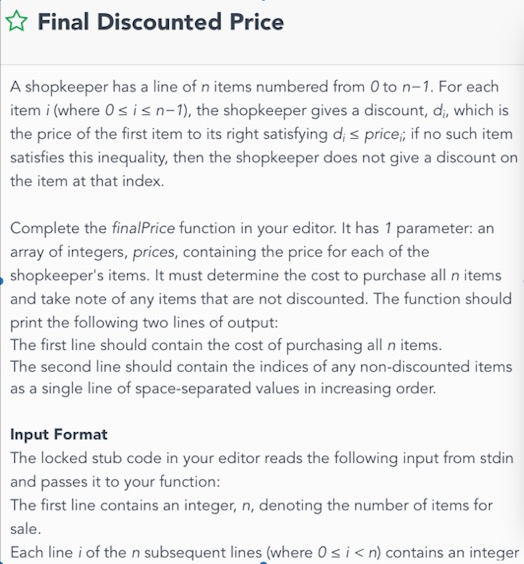 Final Discounted Price
A shopkeeper has a line of n items numbered from 0 to n−1. For each
item i (where 0 ≤ i ≤ n−1), the shopkeeper gives a discount, dᵢ, which is
the price of the first item to its right satisfying dᵢ ≤ priceᵢ; if no such item
satisfies this inequality, then the shopkeeper does not give a discount on
the item at that index.
Complete the finalPrice function in your editor. It has 1 parameter: an
array of integers, prices, containing the price for each of the
shopkeeper's items. It must determine the cost to purchase all n items
and take note of any items that are not discounted. The function should
print the following two lines of output:
The first line should contain the cost of purchasing all n items.
The second line should contain the indices of any non-discounted items
as a single line of space-separated values in increasing order.
Input Format
The locked stub code in your editor reads the following input from stdin
and passes it to your function:
The first line contains an integer, n, denoting the number of items for
sale.
Each line i of the n subsequent lines (where 0 ≤ i < n) contains an integer